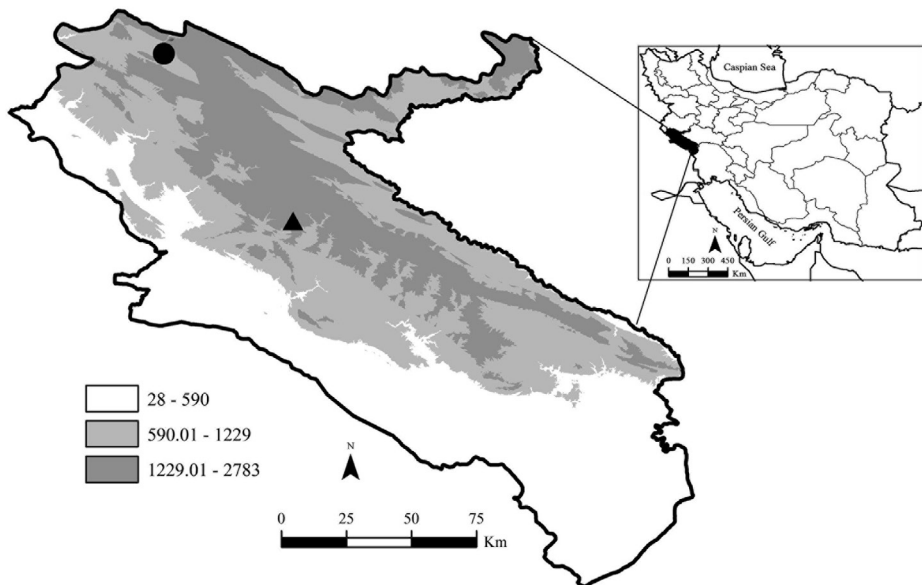 Caspian Sea
Persian Gulf
N
0 150 300 450
Km
28 - 590
590.01 - 1229
1229.01 - 2783
N
0 25 50 75
Km